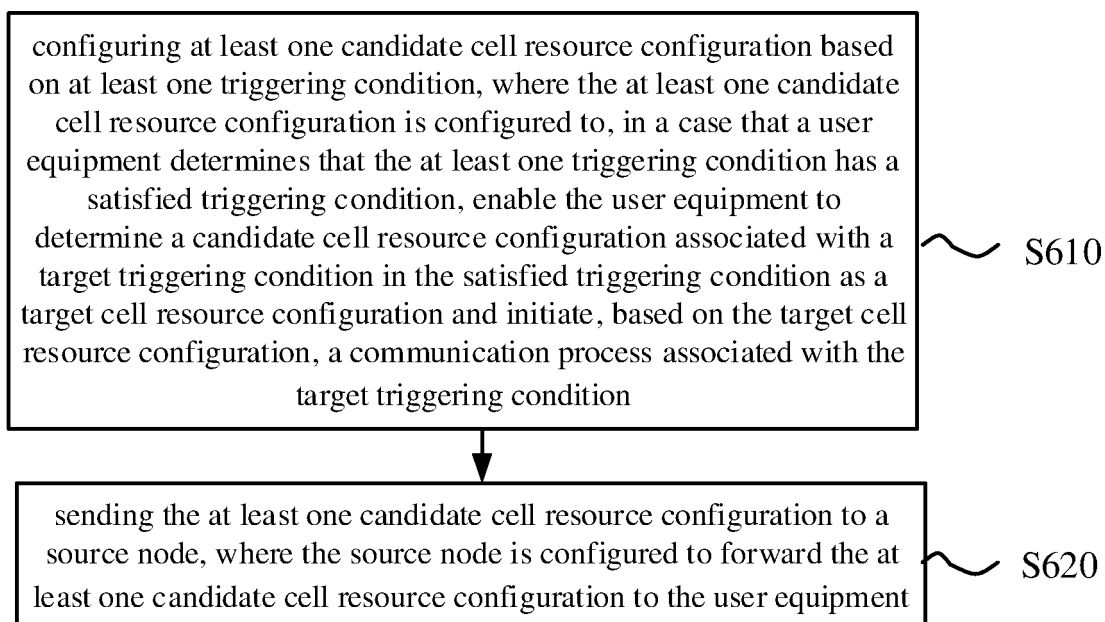 configuring at least one candidate cell resource configuration based
on at least one triggering condition, where the at least one candidate
cell resource configuration is configured to, in a case that a user
equipment determines that the at least one triggering condition has a
satisfied triggering condition, enable the user equipment to
determine a candidate cell resource configuration associated with a
target triggering condition in the satisfied triggering condition as a
target cell resource configuration and initiate, based on the target cell
resource configuration, a communication process associated with the
target triggering condition
S610
sending the at least one candidate cell resource configuration to a
source node, where the source node is configured to forward the at
least one candidate cell resource configuration to the user equipment
S620